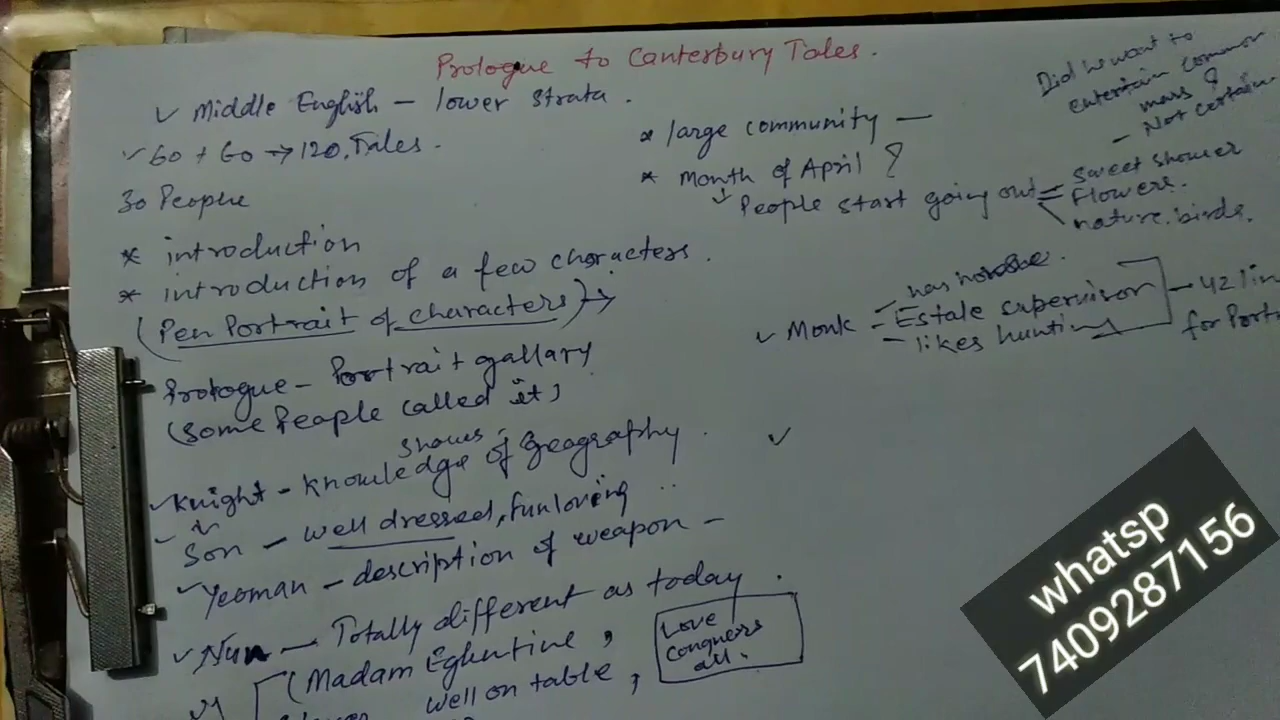 Prologue to Canterbury Tales.
Middle English - lower strata.
60 + 60 → 120. Tales.
30 People
* introduction
* introduction of a few characters.
(Pen Portrait of characters) →
Prologue - Portrait gallary
(some People called it)
shows
Knight - knowledge of geography.
Son - well dressed, fun loving
Yeoman - description of weapon -
Nun - Totally different as today.
(Madam Eglentine,
well on table,
Love
conquers
all.
Did he want to
entertain common
mass ?
- Not certain.
* large community -
* Month of April ?
People start going out
sweet shower
Flowers.
nature. birds.
Monk
has
- Estate supervisor
- likes hunting
- 42 lin
for Portr
whatsp
7409287156